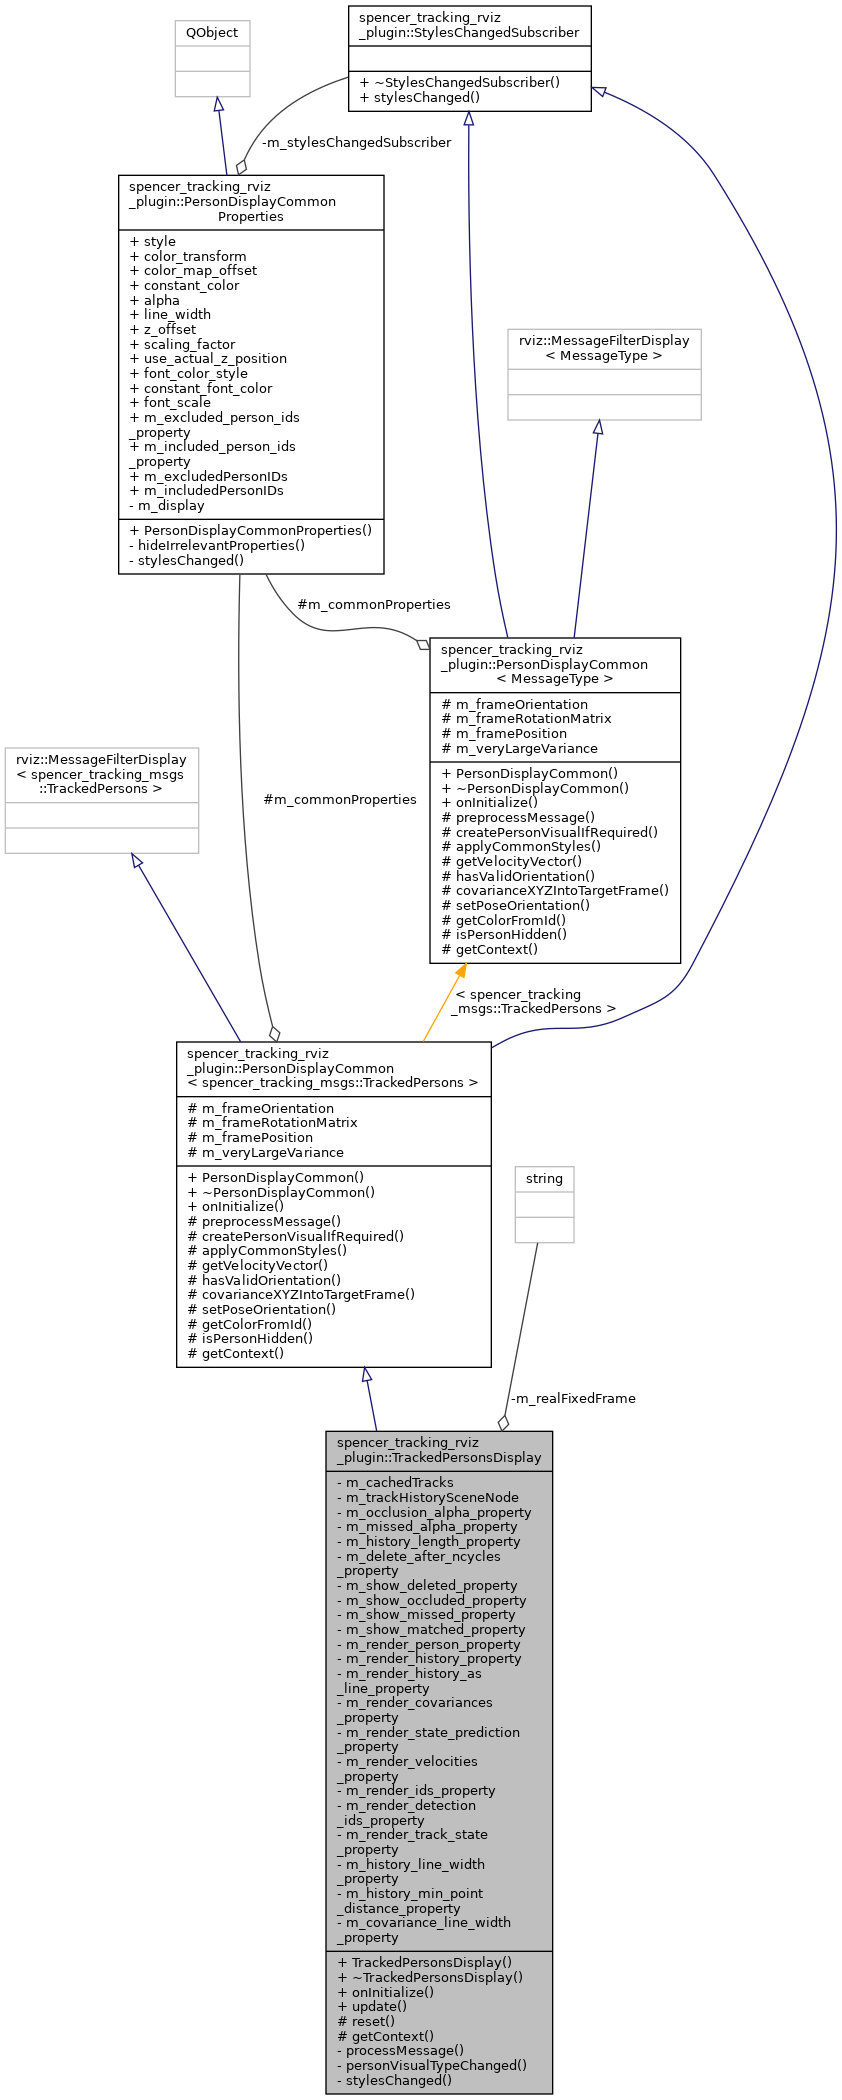 QObject
spencer_tracking_rviz
_plugin::StylesChangedSubscriber
+ ~StylesChangedSubscriber()
+ stylesChanged()
-m_stylesChangedSubscriber
spencer_tracking_rviz
_plugin::PersonDisplayCommon
Properties
+ style
+ color_transform
+ color_map_offset
+ constant_color
+ alpha
+ line_width
+ z_offset
+ scaling_factor
+ use_actual_z_position
+ font_color_style
+ constant_font_color
+ font_scale
+ m_excluded_person_ids
_property
+ m_included_person_ids
_property
+ m_excludedPersonIDs
+ m_includedPersonIDs
- m_display
+ PersonDisplayCommonProperties()
- hideIrrelevantProperties()
- stylesChanged()
rviz::MessageFilterDisplay
< MessageType >
#m_commonProperties
spencer_tracking_rviz
_plugin::PersonDisplayCommon
< MessageType >
# m_frameOrientation
# m_frameRotationMatrix
# m_framePosition
# m_veryLargeVariance
+ PersonDisplayCommon()
+ ~PersonDisplayCommon()
+ onInitialize()
# preprocessMessage()
# createPersonVisualIfRequired()
# applyCommonStyles()
# getVelocityVector()
# hasValidOrientation()
# covarianceXYZIntoTargetFrame()
# setPoseOrientation()
# getColorFromId()
# isPersonHidden()
# getContext()
rviz::MessageFilterDisplay
< spencer_tracking_msgs
::TrackedPersons >
#m_commonProperties
< spencer_tracking
_msgs::TrackedPersons >
spencer_tracking_rviz
_plugin::PersonDisplayCommon
< spencer_tracking_msgs::TrackedPersons >
# m_frameOrientation
# m_frameRotationMatrix
# m_framePosition
# m_veryLargeVariance
+ PersonDisplayCommon()
+ ~PersonDisplayCommon()
+ onInitialize()
# preprocessMessage()
# createPersonVisualIfRequired()
# applyCommonStyles()
# getVelocityVector()
# hasValidOrientation()
# covarianceXYZIntoTargetFrame()
# setPoseOrientation()
# getColorFromId()
# isPersonHidden()
# getContext()
string
-m_realFixedFrame
spencer_tracking_rviz
_plugin::TrackedPersonsDisplay
- m_cachedTracks
- m_trackHistorySceneNode
- m_occlusion_alpha_property
- m_missed_alpha_property
- m_history_length_property
- m_delete_after_ncycles
_property
- m_show_deleted_property
- m_show_occluded_property
- m_show_missed_property
- m_show_matched_property
- m_render_person_property
- m_render_history_property
- m_render_history_as
_line_property
- m_render_covariances
_property
- m_render_state_prediction
_property
- m_render_velocities
_property
- m_render_ids_property
- m_render_detection
_ids_property
- m_render_track_state
_property
- m_history_line_width
_property
- m_history_min_point
_distance_property
- m_covariance_line_width
_property
+ TrackedPersonsDisplay()
+ ~TrackedPersonsDisplay()
+ onInitialize()
+ update()
# reset()
# getContext()
- processMessage()
- personVisualTypeChanged()
- stylesChanged()